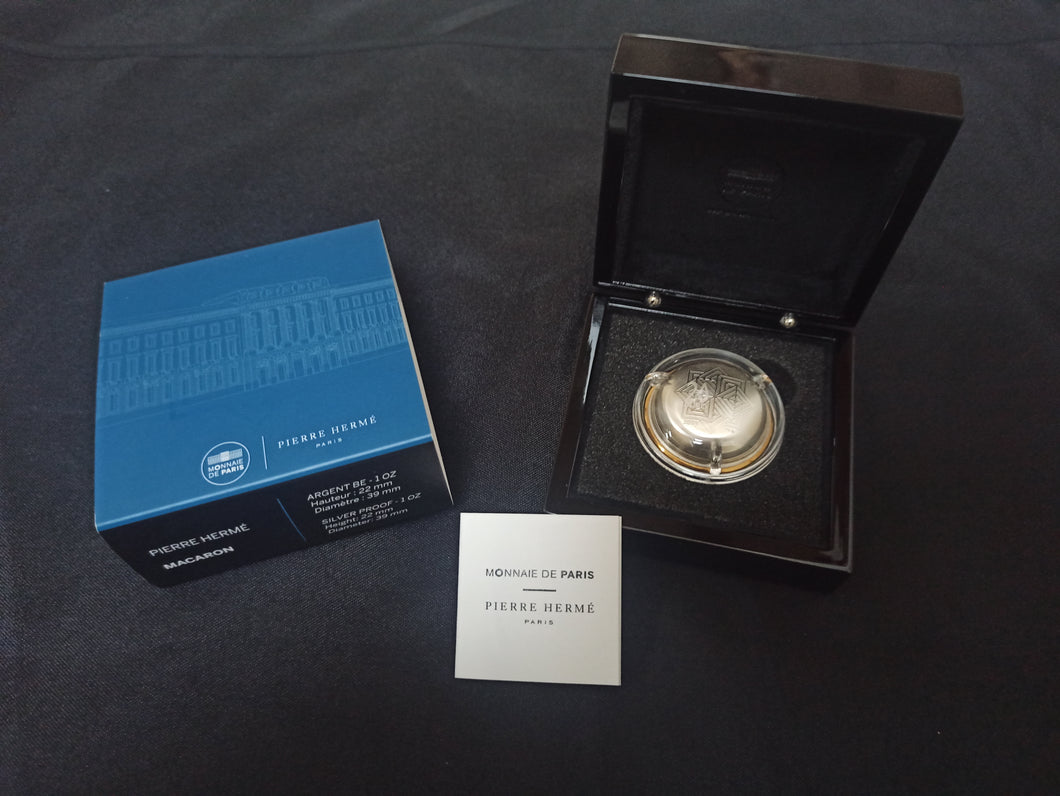 MONNAIE
DE PARIS
PIERRE HERMÉ
PARIS
PIERRE HERMÉ
MACARON
ARGENT BE - 1 OZ
Hauteur : 22 mm
Diamètre : 39 mm
SILVER PROOF - 1 OZ
Height: 22 mm
Diameter: 39 mm
MONNAIE DE PARIS
PIERRE HERMÉ
PARIS